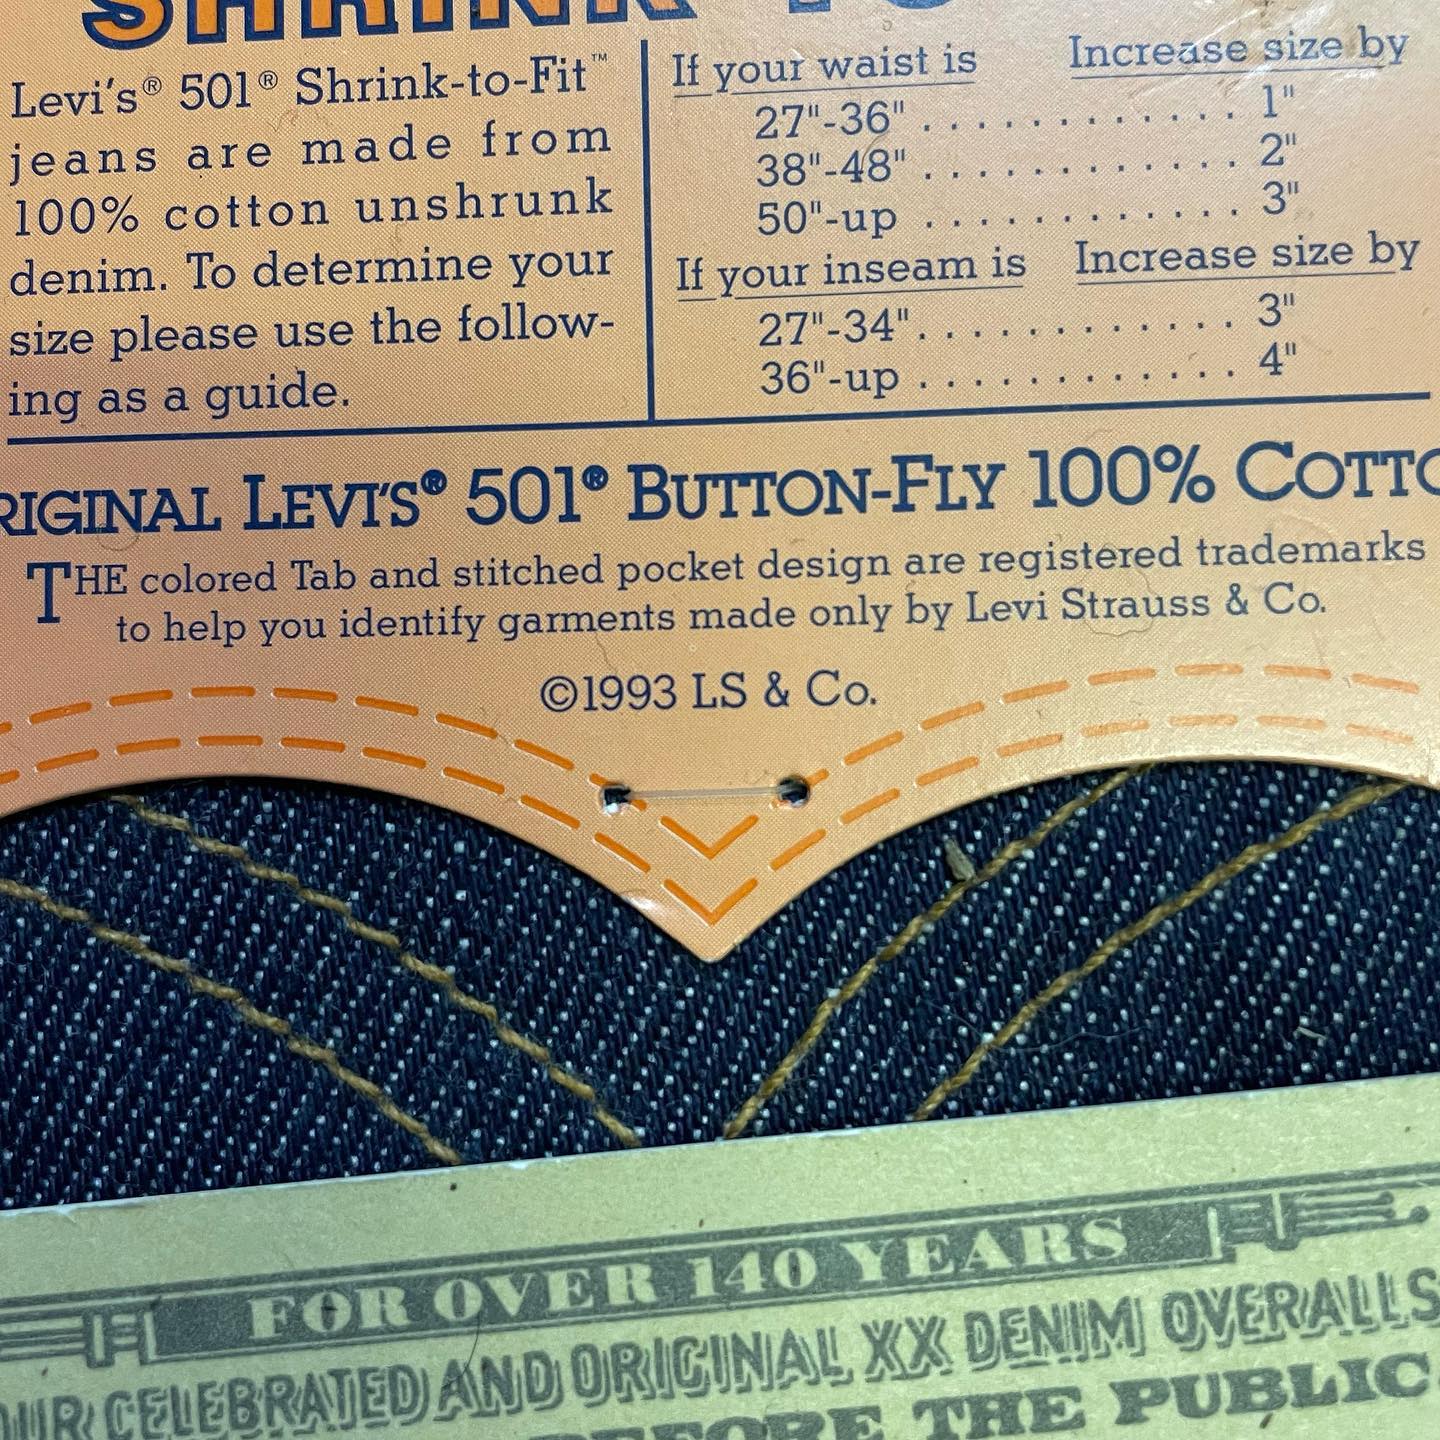 SHRINK-TO
Levi's® 501® Shrink-to-Fit™
jeans are made from
100% cotton unshrunk
denim. To determine your
size please use the follow-
ing as a guide.
If your waist is Increase size by
27"-36" . . . . . . . . . . . . 1"
38"-48" . . . . . . . . . . . . 2"
50"-up . . . . . . . . . . . . 3"
If your inseam is Increase size by
27"-34" . . . . . . . . . . . . 3"
36"-up . . . . . . . . . . . . 4"
RIGINAL LEVI'S® 501® BUTTON-FLY 100% COTTO
THE colored Tab and stitched pocket design are registered trademarks
to help you identify garments made only by Levi Strauss & Co.
©1993 LS & Co.
FOR OVER 140 YEARS
OUR CELEBRATED AND ORIGINAL XX DENIM OVERALLS
BEFORE THE PUBLIC